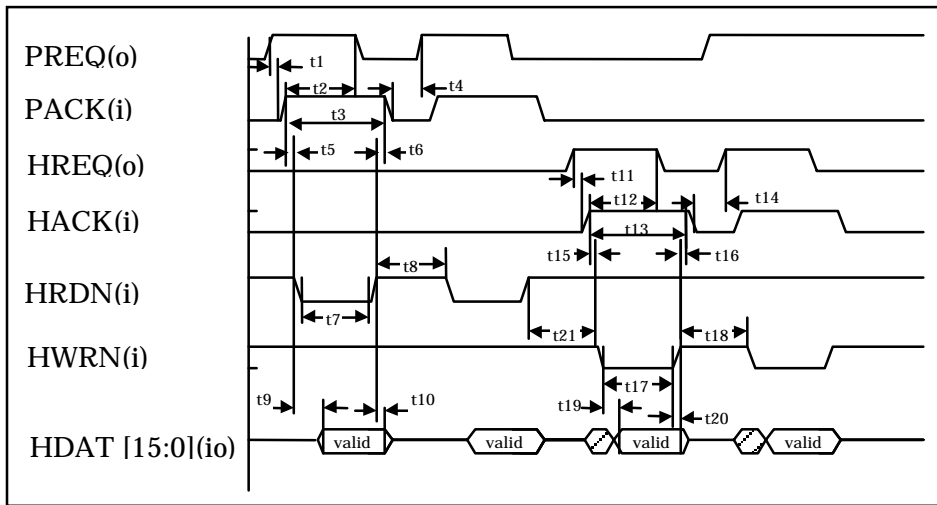 PREQ(o)
t1
t2
t4
PACK(i)
t3
t5
t6
HREQ(o)
t11
t12
t14
HACK(i)
t13
t15
t16
t8
HRDN(i)
t7
t21
t18
HWRN(i)
t17
t9
t10
t19
t20
HDAT [15:0](io)
valid
valid
valid
valid